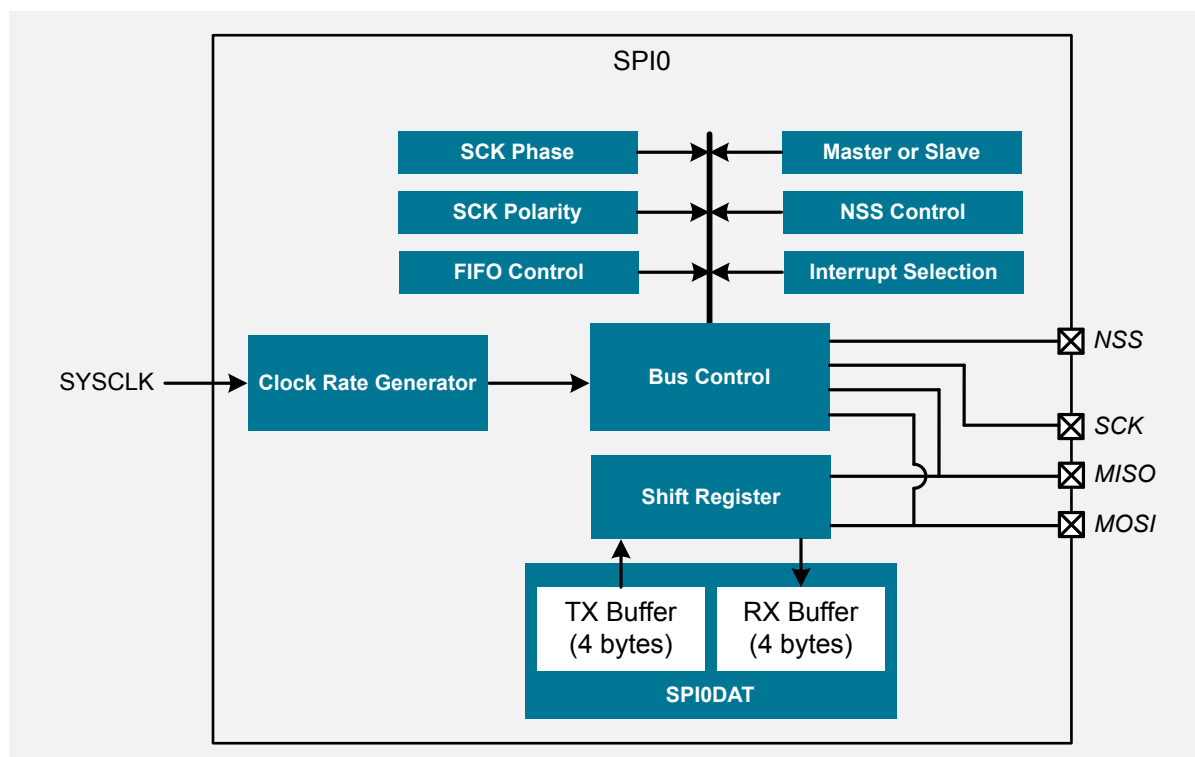 SPI0
SCK Phase
Master or Slave
SCK Polarity
NSS Control
FIFO Control
Interrupt Selection
SYSCLK
Clock Rate Generator
Bus Control
NSS
SCK
MISO
MOSI
Shift Register
TX Buffer
(4 bytes)
RX Buffer
(4 bytes)
SPI0DAT